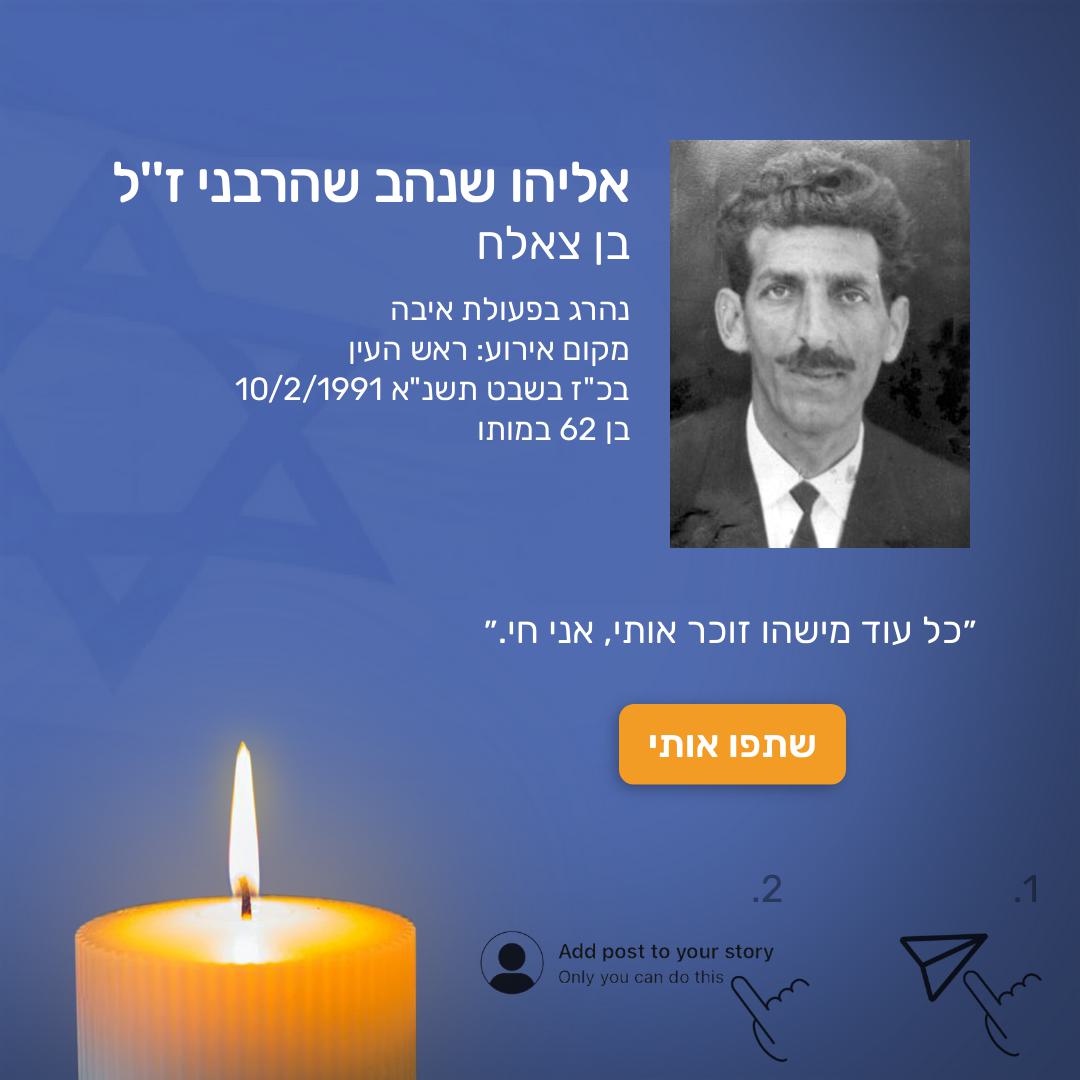 אליהו שנהב שהרבני ז"ל
בן צאלח
נהרג בפעולת איבה
מקום אירוע: ראש העין
בכ"ז בשבט תשנ"א 10/2/1991
בן 62 במותו
״כל עוד מישהו זוכר אותי, אני חי.״
שתפו אותי
1.
2.
Add post to your story
Only you can do this